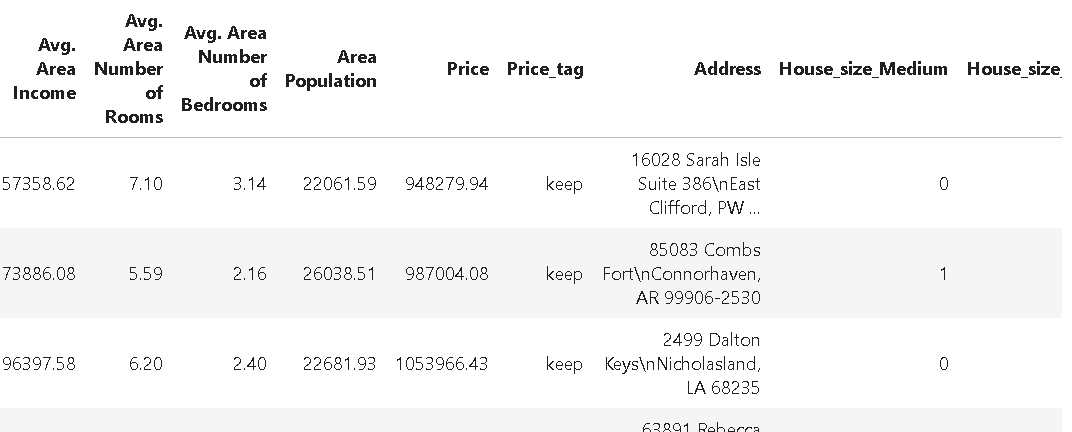 Avg. Area Income Avg. Area Number of Rooms Avg. Area Number of Bedrooms Area Population Price Price_tag Address House_size_Medium House_size_
57358.62 7.10 3.14 22061.59 948279.94 keep 16028 Sarah Isle Suite 386\nEast Clifford, PW ... 0
73886.08 5.59 2.16 26038.51 987004.08 keep 85083 Combs Fort\nConnorhaven, AR 99906-2530 1
96397.58 6.20 2.40 22681.93 1053966.43 keep 2499 Dalton Keys\nNicholasland, LA 68235 0
63891 Rebecca